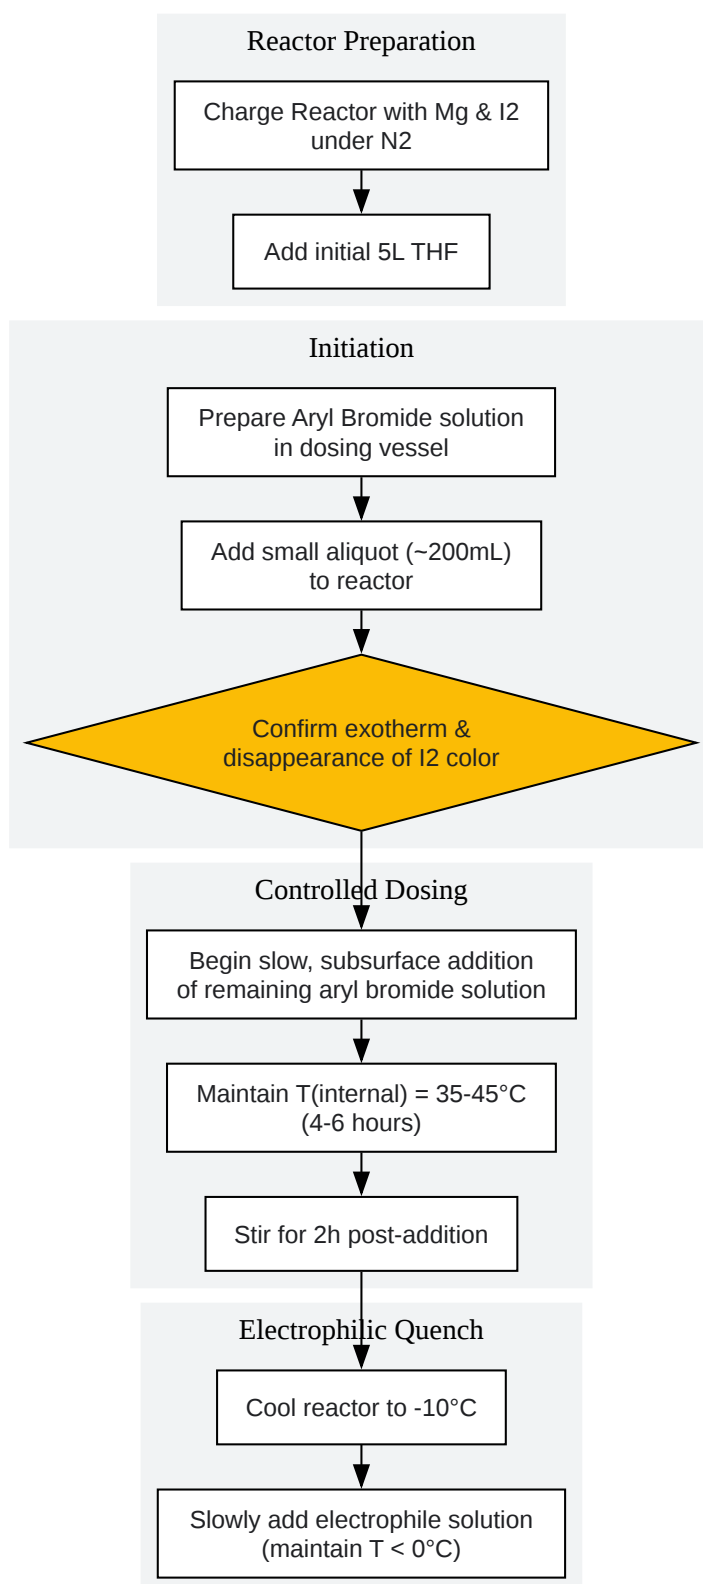 Reactor Preparation
Charge Reactor with Mg & I2
under N2
Add initial 5L THF
Initiation
Prepare Aryl Bromide solution
in dosing vessel
Add small aliquot (~200mL)
to reactor
Confirm exotherm &
disappearance of I2 color
Controlled Dosing
Begin slow, subsurface addition
of remaining aryl bromide solution
Maintain T(internal) = 35-45°C
(4-6 hours)
Stir for 2h post-addition
Electrophilic Quench
Cool reactor to -10°C
Slowly add electrophile solution
(maintain T < 0°C)